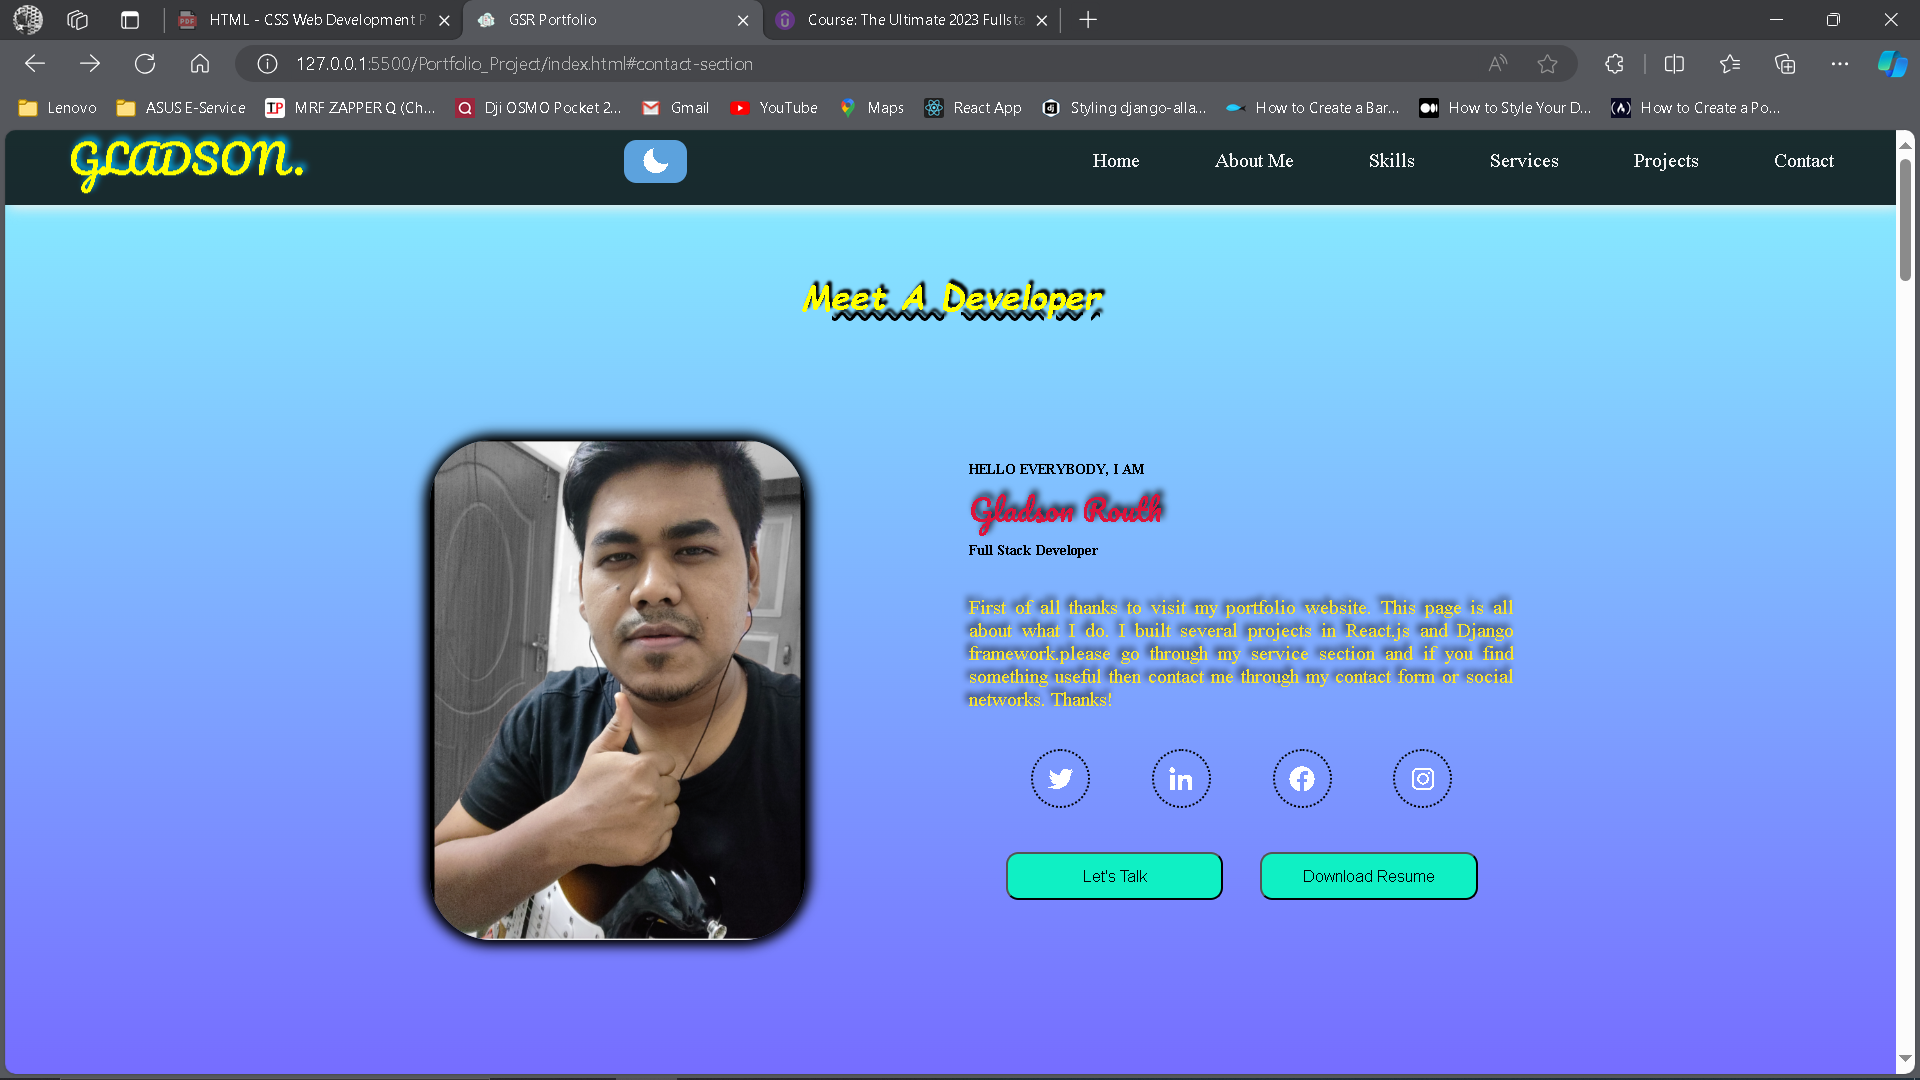 HTML - CSS Web Development P
GSR Portfolio
Course: The Ultimate 2023 Fullsta
127.0.0.1:5500/Portfolio_Project/index.html#contact-section
Lenovo
ASUS E-Service
MRF ZAPPER Q (Ch...
Dji OSMO Pocket 2...
Gmail
YouTube
Maps
React App
Styling django-alla...
How to Create a Bar...
How to Style Your D...
How to Create a Po...
GLADSON.
Home
About Me
Skills
Services
Projects
Contact
Meet A Developer
HELLO EVERYBODY, I AM
Gladson Routh
Full Stack Developer
First of all thanks to visit my portfolio website. This page is all
about what I do. I built several projects in React.js and Django
framework.please go through my service section and if you find
something useful then contact me through my contact form or social
networks. Thanks!
Let's Talk
Download Resume